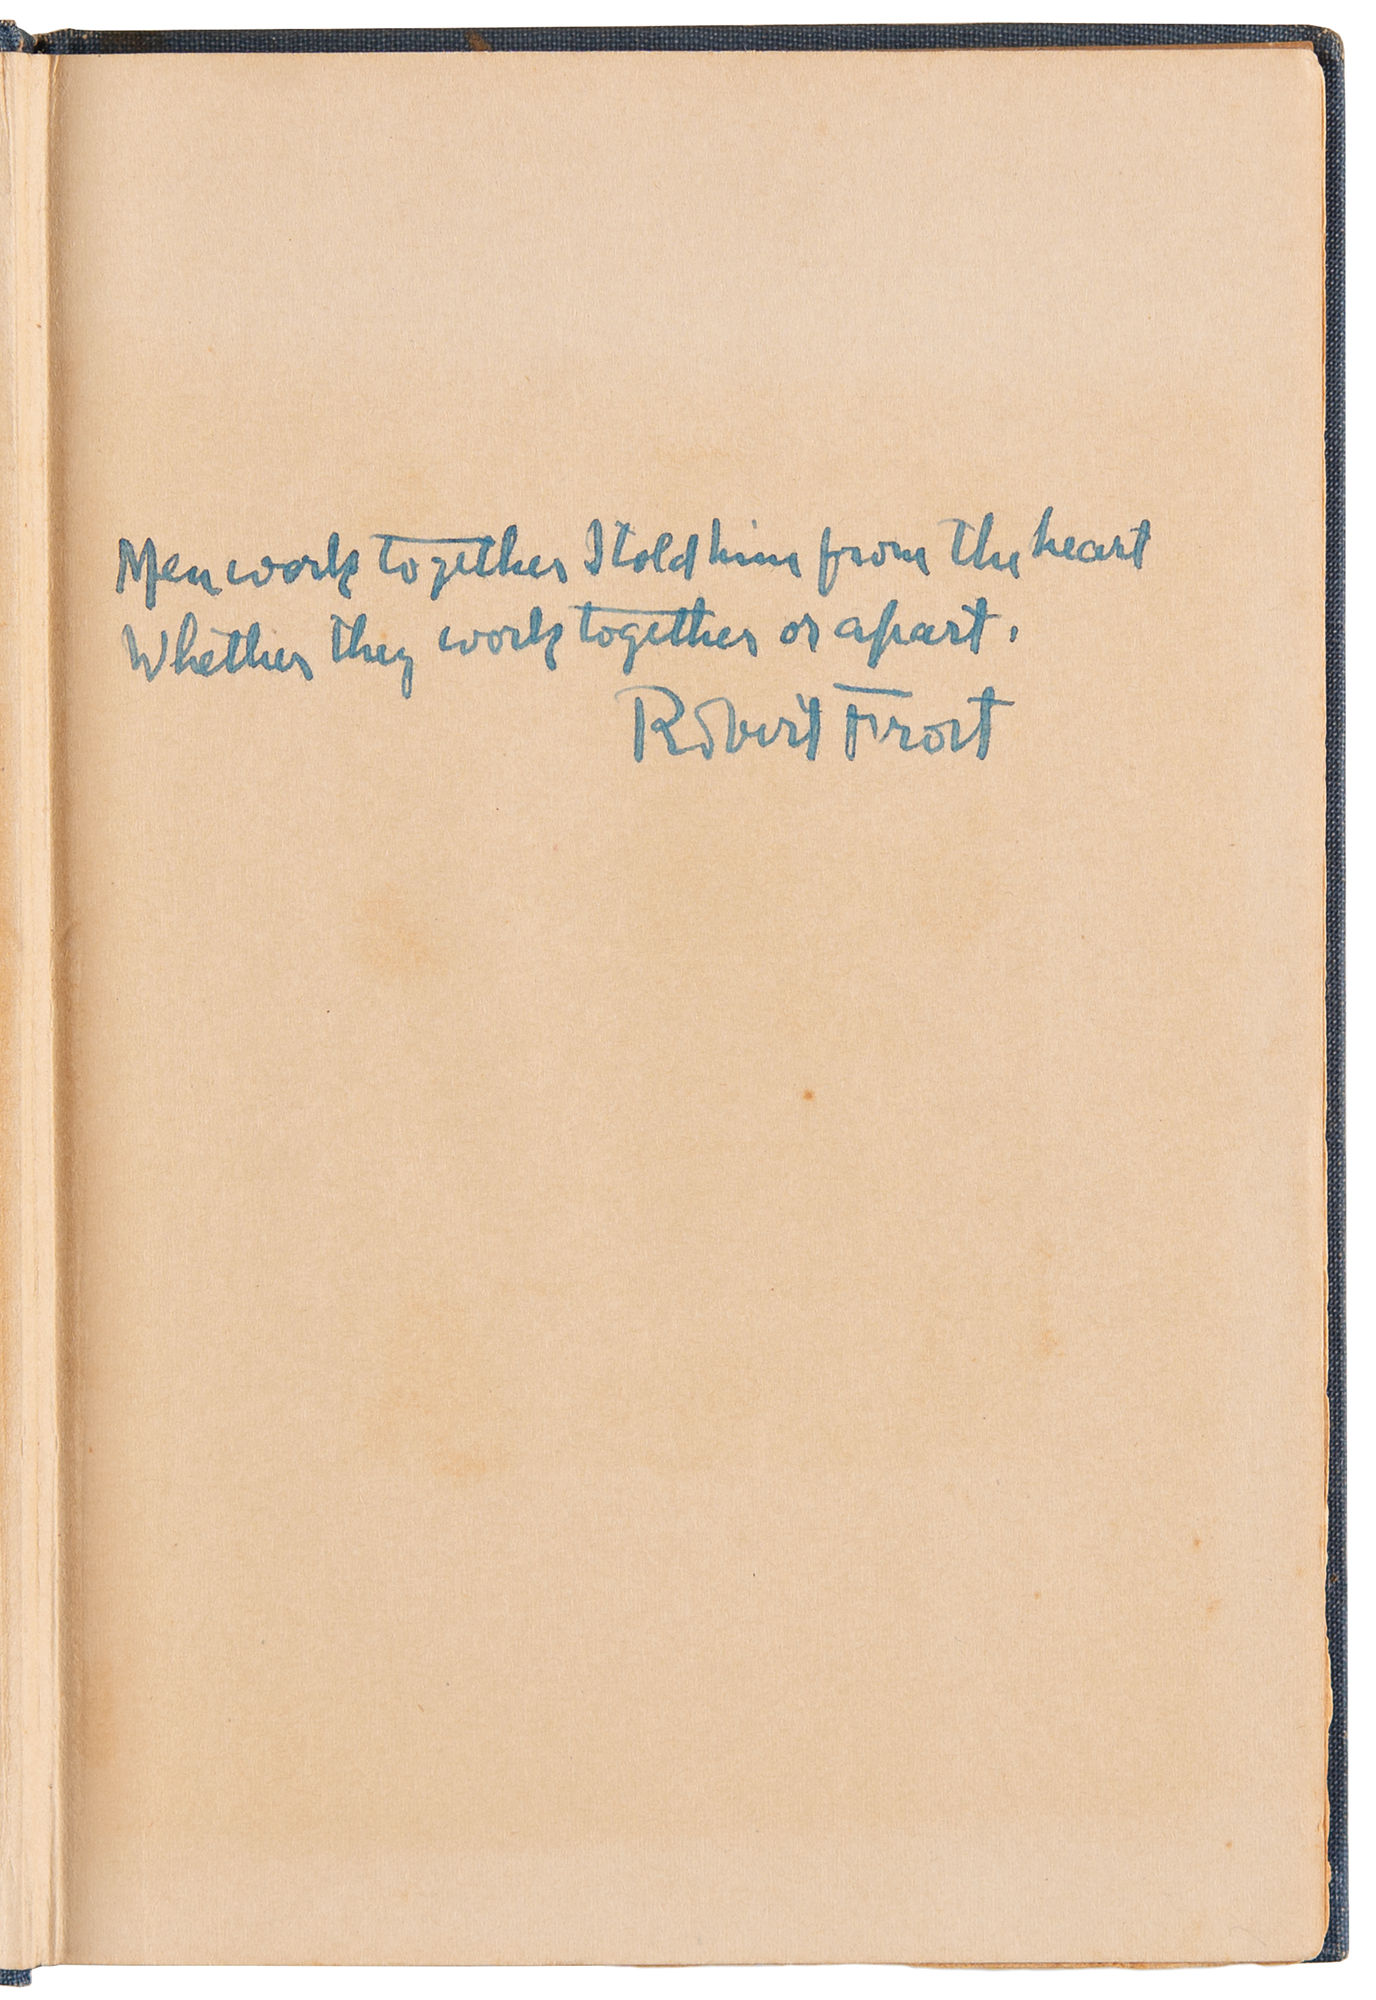 Men work together I told him from the heart
Whether they work together or apart.
Robert Frost